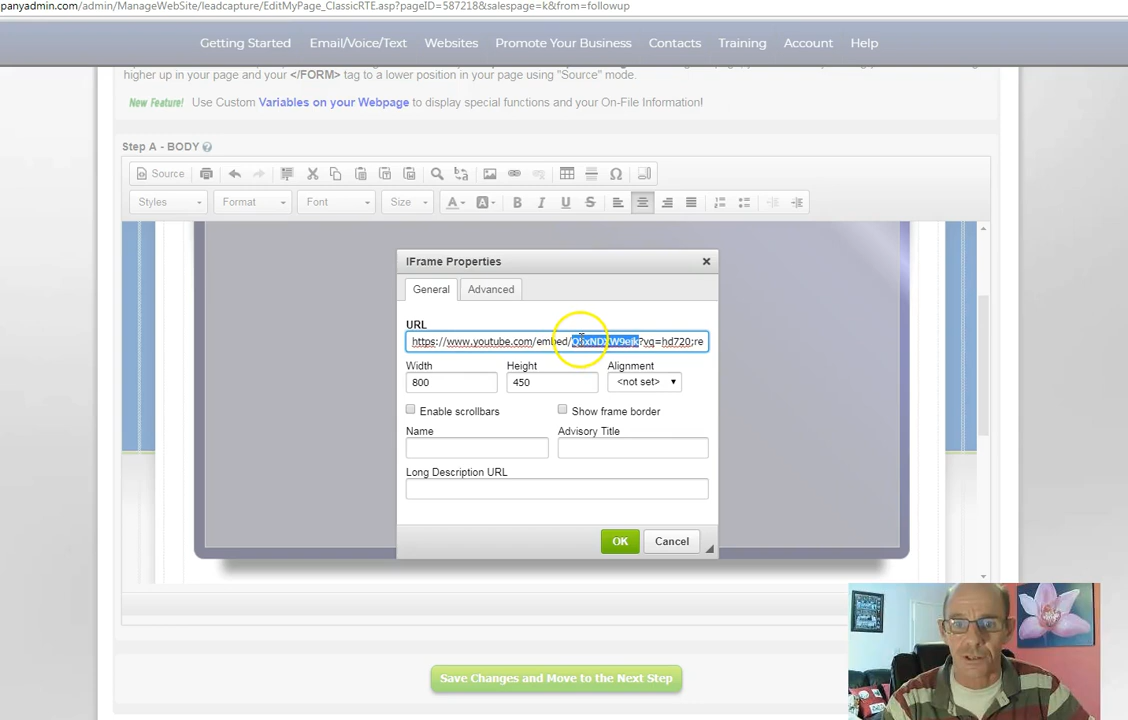 panyadmin.com/admin/ManageWebSite/leadcapture/EditMyPage_ClassicRTE.asp?pageID=587218&salespage=k&from=followup
Getting Started Email/Voice/Text Websites Promote Your Business Contacts Training Account Help
higher up in your page and your </FORM> tag to a lower position in your page using "Source" mode.
New Feature! Use Custom Variables on your Webpage to display special functions and your On-File Information!
Step A - BODY
Source
Styles Format Font Size
IFrame Properties
General Advanced
URL
https://www.youtube.com/embed/ ?vq=hd720;re
Width Height Alignment
800 450 <not set>
Enable scrollbars Show frame border
Name Advisory Title
Long Description URL
OK Cancel
Save Changes and Move to the Next Step